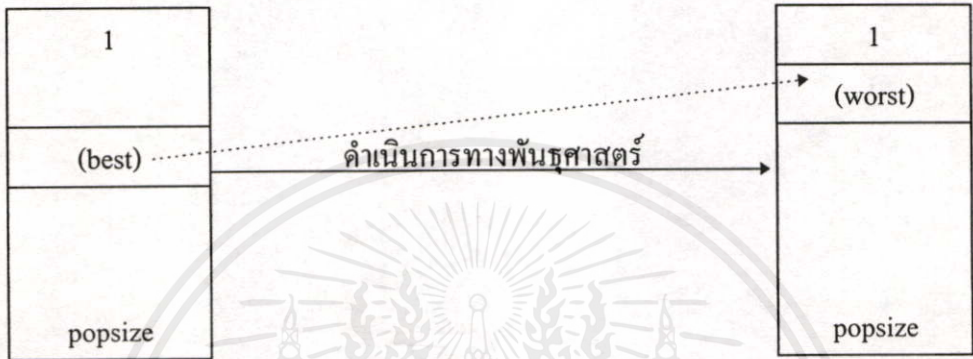 1
1
(worst)
(best)
ดำเนินการทางพันธุศาสตร์
popsize
popsize